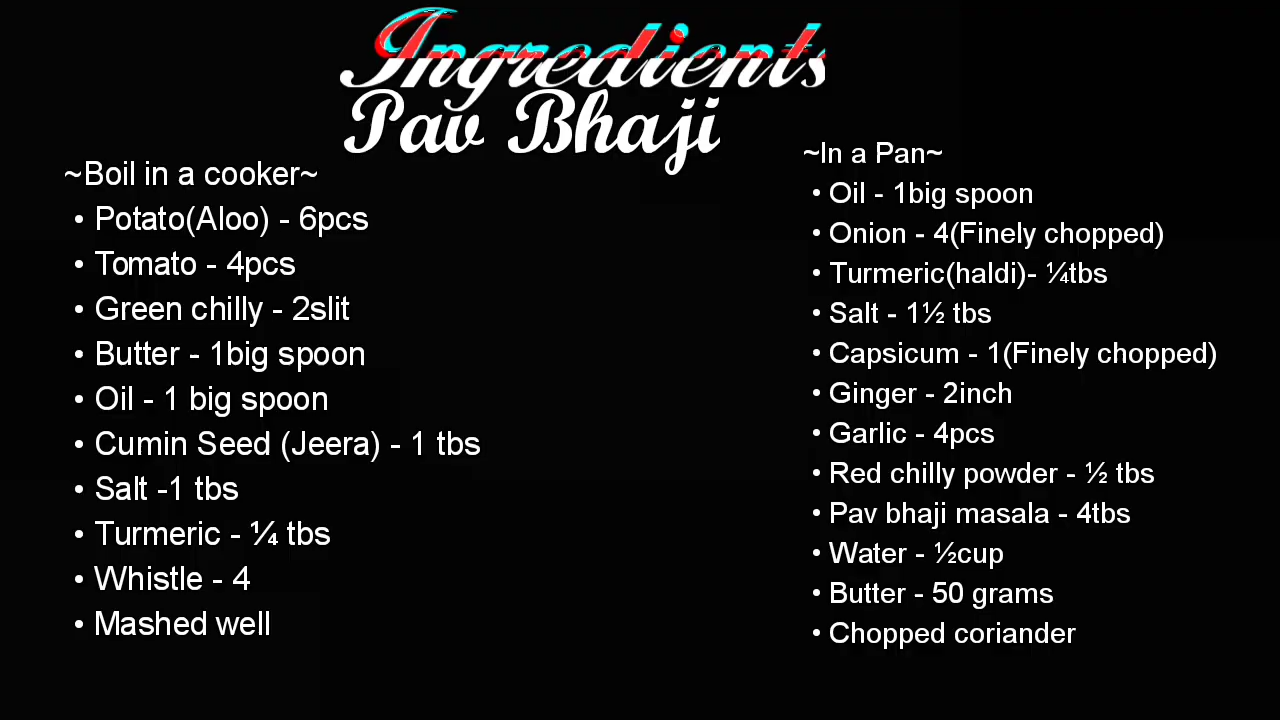 Ingredients
Pav Bhaji
~Boil in a cooker~
• Potato(Aloo) - 6pcs
• Tomato - 4pcs
• Green chilly - 2slit
• Butter - 1big spoon
• Oil - 1 big spoon
• Cumin Seed (Jeera) - 1 tbs
• Salt -1 tbs
• Turmeric - ¼ tbs
• Whistle - 4
• Mashed well
~In a Pan~
• Oil - 1big spoon
• Onion - 4(Finely chopped)
• Turmeric(haldi)- ¼tbs
• Salt - 1½ tbs
• Capsicum - 1(Finely chopped)
• Ginger - 2inch
• Garlic - 4pcs
• Red chilly powder - ½ tbs
• Pav bhaji masala - 4tbs
• Water - ½cup
• Butter - 50 grams
• Chopped coriander